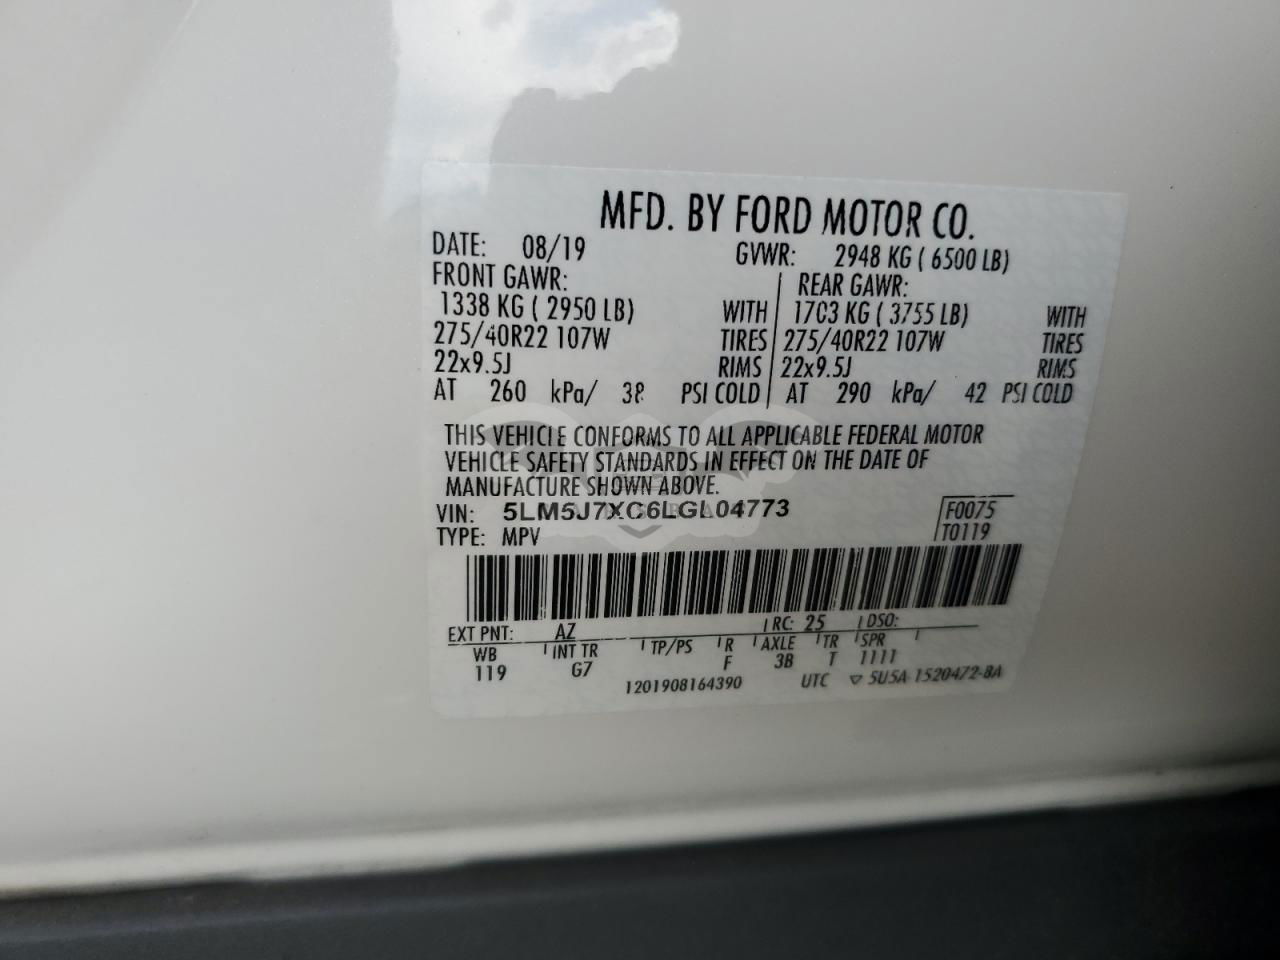 MFD. BY FORD MOTOR CO.
DATE: 08/19 GVWR: 2948 KG ( 6500 LB)
FRONT GAWR: REAR GAWR:
1338 KG ( 2950 LB) WITH 1703 KG ( 3755 LB) WITH
275/40R22 107W TIRES 275/40R22 107W TIRES
22x9.5J RIMS 22x9.5J RIMS
AT 260 kPa/ 38 PSI COLD AT 290 kPa/ 42 PSI COLD
THIS VEHICLE CONFORMS TO ALL APPLICABLE FEDERAL MOTOR
VEHICLE SAFETY STANDARDS IN EFFECT ON THE DATE OF
MANUFACTURE SHOWN ABOVE.
VIN: 5LM5J7XC6LGL04773 F0075
TYPE: MPV T0119
EXT PNT: AZ RC: 25 DSO:
WB INT TR TP/PS R AXLE TR SPR
119 G7 F 3B T 1111
1201908164390 UTC ▽ 5U5A-1520472-BA